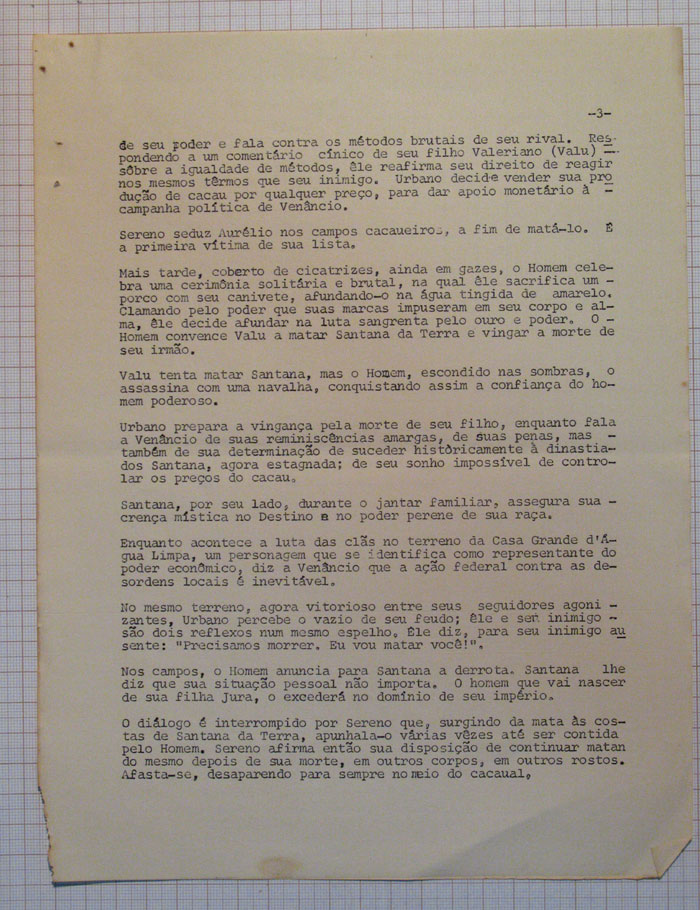 -3-
de seu poder e fala contra os métodos brutais de seu rival. Res-
pondendo a um comentário cínico de seu filho Valeriano (Valu) -
sôbre a igualdade de métodos, êle reafirma seu direito de reagir
nos mesmos têrmos que seu inimigo. Urbano decide vender sua pro
dução de cacau por qualquer preço, para dar apoio monetário à -
campanha política de Venâncio.
Sereno seduz Aurélio nos campos cacaueiros, a fim de matá-lo. É
a primeira vítima de sua lista.
Mais tarde, coberto de cicatrizes, ainda em gazes, o Homem cele-
bra uma cerimônia solitária e brutal, na qual êle sacrifica um -
porco com seu canivete, afundando-o na água tingida de amarelo.
Clamando pelo poder que suas marcas impuseram em seu corpo e al-
ma, êle decide afundar na luta sangrenta pelo ouro e poder. O -
Homem convence Valu a matar Santana da Terra e vingar a morte de
seu irmão.
Valu tenta matar Santana, mas o Homem, escondido nas sombras, o
assassina com uma navalha, conquistando assim a confiança do ho-
mem poderoso.
Urbano prepara a vingança pela morte de seu filho, enquanto fala
a Venâncio de suas reminiscências amargas, de suas penas, mas -
também de sua determinação de suceder històricamente à dinastia-
dos Santana, agora estagnada; de seu sonho impossível de contro-
lar os preços do cacau.
Santana, por seu lado, durante o jantar familiar, assegura sua -
crença mística no Destino e no poder perene de sua raça.
Enquanto acontece a luta das clãs no terreno da Casa Grande d'Á-
gua Limpa, um personagem que se identifica como representante do
poder econômico, diz a Venâncio que a ação federal contra as de-
sordens locais é inevitável.
No mesmo terreno, agora vitorioso entre seus seguidores agoni -
zantes, Urbano percebe o vazio de seu feudo; êle e seu inimigo -
são dois reflexos num mesmo espelho. Êle diz, para seu inimigo au
sente: "Precisamos morrer. Eu vou matar você!".
Nos campos, o Homem anuncia para Santana a derrota. Santana lhe
diz que sua situação pessoal não importa. O homem que vai nascer
de sua filha Jura, o excederá no domínio de seu império.
O diálogo é interrompido por Sereno que, surgindo da mata às cos-
tas de Santana da Terra, apunhala-o várias vêzes até ser contida
pelo Homem. Sereno afirma então sua disposição de continuar matan
do mesmo depois de sua morte, em outros corpos, em outros rostos.
Afasta-se, desaparendo para sempre no meio do cacaual.